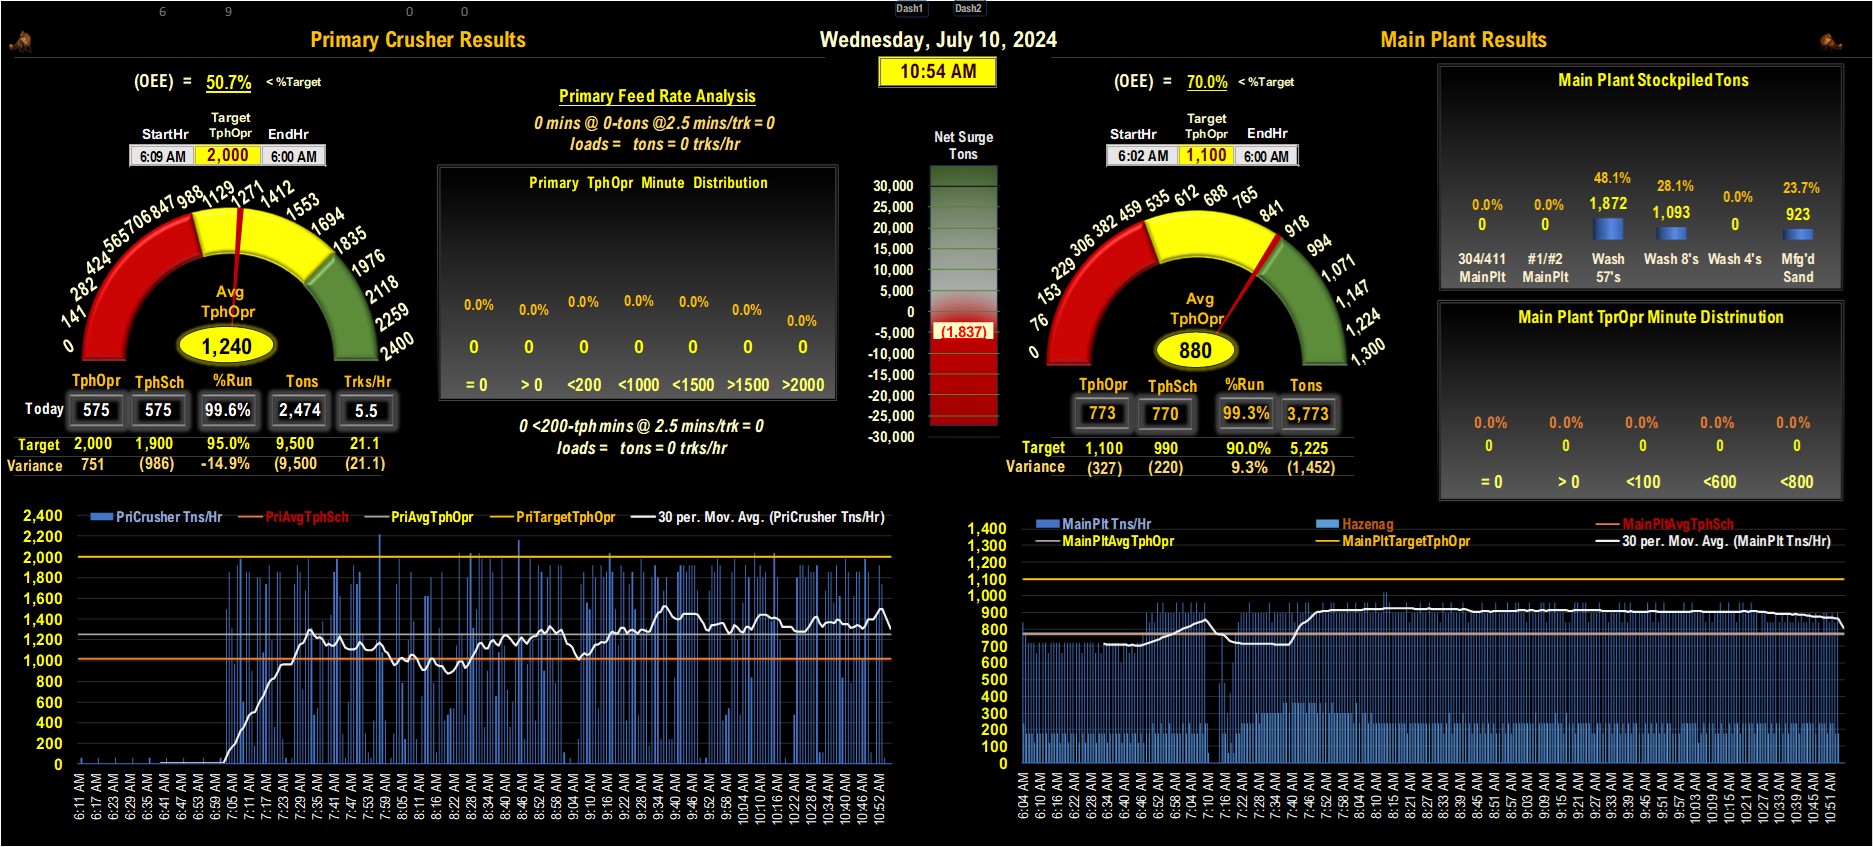 6 9 0 0 Dash1 Dash2
Primary Crusher Results
Wednesday, July 10, 2024
Main Plant Results
10:54 AM
(OEE) = 50.7% < %Target
Target
StartHr TphOpr EndHr
6:09 AM 2,000 6:00 AM
0 141 282 424 565 706 847 988 1129 1271 1412 1553 1694 1835 1976 2118 2259 2400
Avg
TphOpr
1,240
TphOpr TphSch %Run Tons Trks/Hr
Today 575 575 99.6% 2,474 5.5
Target 2,000 1,900 95.0% 9,500 21.1
Variance 751 (986) -14.9% (9,500 (21.1)
Primary Feed Rate Analysis
0 mins @ 0-tons @2.5 mins/trk = 0
loads = tons = 0 trks/hr
Primary TphOpr Minute Distribution
0.0% 0.0% 0.0% 0.0% 0.0% 0.0% 0.0%
0 0 0 0 0 0 0
= 0 > 0 <200 <1000 <1500 >1500 >2000
0 <200-tph mins @ 2.5 mins/trk = 0
loads = tons = 0 trks/hr
Net Surge
Tons
30,000
25,000
20,000
15,000
10,000
5,000
0
-5,000
(1,837)
-10,000
-15,000
-20,000
-25,000
-30,000
(OEE) = 70.0% < %Target
Target
StartHr TphOpr EndHr
6:02 AM 1,100 6:00 AM
0 76 153 229 306 382 459 535 612 688 765 841 918 994 1,071 1,147 1,224 1,300
Avg
TphOpr
880
TphOpr TphSch %Run Tons
773 770 99.3% 3,773
Target 1,100 990 90.0% 5,225
Variance (327) (220) 9.3% (1,452)
Main Plant Stockpiled Tons
0.0% 0.0% 48.1% 28.1% 0.0% 23.7%
0 0 1,872 1,093 0 923
304/411 #1/#2 Wash Wash 8's Wash 4's Mfg'd
MainPlt MainPlt 57's Sand
Main Plant TprOpr Minute Distrinution
0.0% 0.0% 0.0% 0.0% 0.0%
0 0 0 0 0
= 0 > 0 <100 <600 <800
PriCrusher Tns/Hr PriAvgTphSch PriAvgTphOpr PriTargetTphOpr 30 per. Mov. Avg. (PriCrusher Tns/Hr)
2,400
2,200
2,000
1,800
1,600
1,400
1,200
1,000
800
600
400
200
0
6:11 AM 6:17 AM 6:23 AM 6:29 AM 6:35 AM 6:41 AM 6:47 AM 6:53 AM 6:59 AM 7:05 AM 7:11 AM 7:17 AM 7:23 AM 7:29 AM 7:35 AM 7:41 AM 7:47 AM 7:53 AM 7:59 AM 8:05 AM 8:11 AM 8:16 AM 8:22 AM 8:28 AM 8:34 AM 8:40 AM 8:46 AM 8:52 AM 8:58 AM 9:04 AM 9:10 AM 9:16 AM 9:22 AM 9:28 AM 9:34 AM 9:40 AM 9:46 AM 9:52 AM 9:58 AM 10:04 AM 10:10 AM 10:16 AM 10:22 AM 10:28 AM 10:34 AM 10:40 AM 10:46 AM 10:52 AM
MainPlt Tns/Hr Hazenag MainPltAvgTphSch
MainPltAvgTphOpr MainPltTargetTphOpr 30 per. Mov. Avg. (MainPlt Tns/Hr)
1,400
1,300
1,200
1,100
1,000
900
800
700
600
500
400
300
200
100
0
6:04 AM 6:10 AM 6:16 AM 6:22 AM 6:28 AM 6:34 AM 6:40 AM 6:46 AM 6:52 AM 6:58 AM 7:04 AM 7:10 AM 7:16 AM 7:22 AM 7:28 AM 7:34 AM 7:40 AM 7:46 AM 7:52 AM 7:58 AM 8:04 AM 8:10 AM 8:15 AM 8:21 AM 8:27 AM 8:33 AM 8:39 AM 8:45 AM 8:51 AM 8:57 AM 9:03 AM 9:09 AM 9:15 AM 9:21 AM 9:27 AM 9:33 AM 9:39 AM 9:45 AM 9:51 AM 9:57 AM 10:03 AM 10:09 AM 10:15 AM 10:21 AM 10:27 AM 10:33 AM 10:39 AM 10:45 AM 10:51 AM